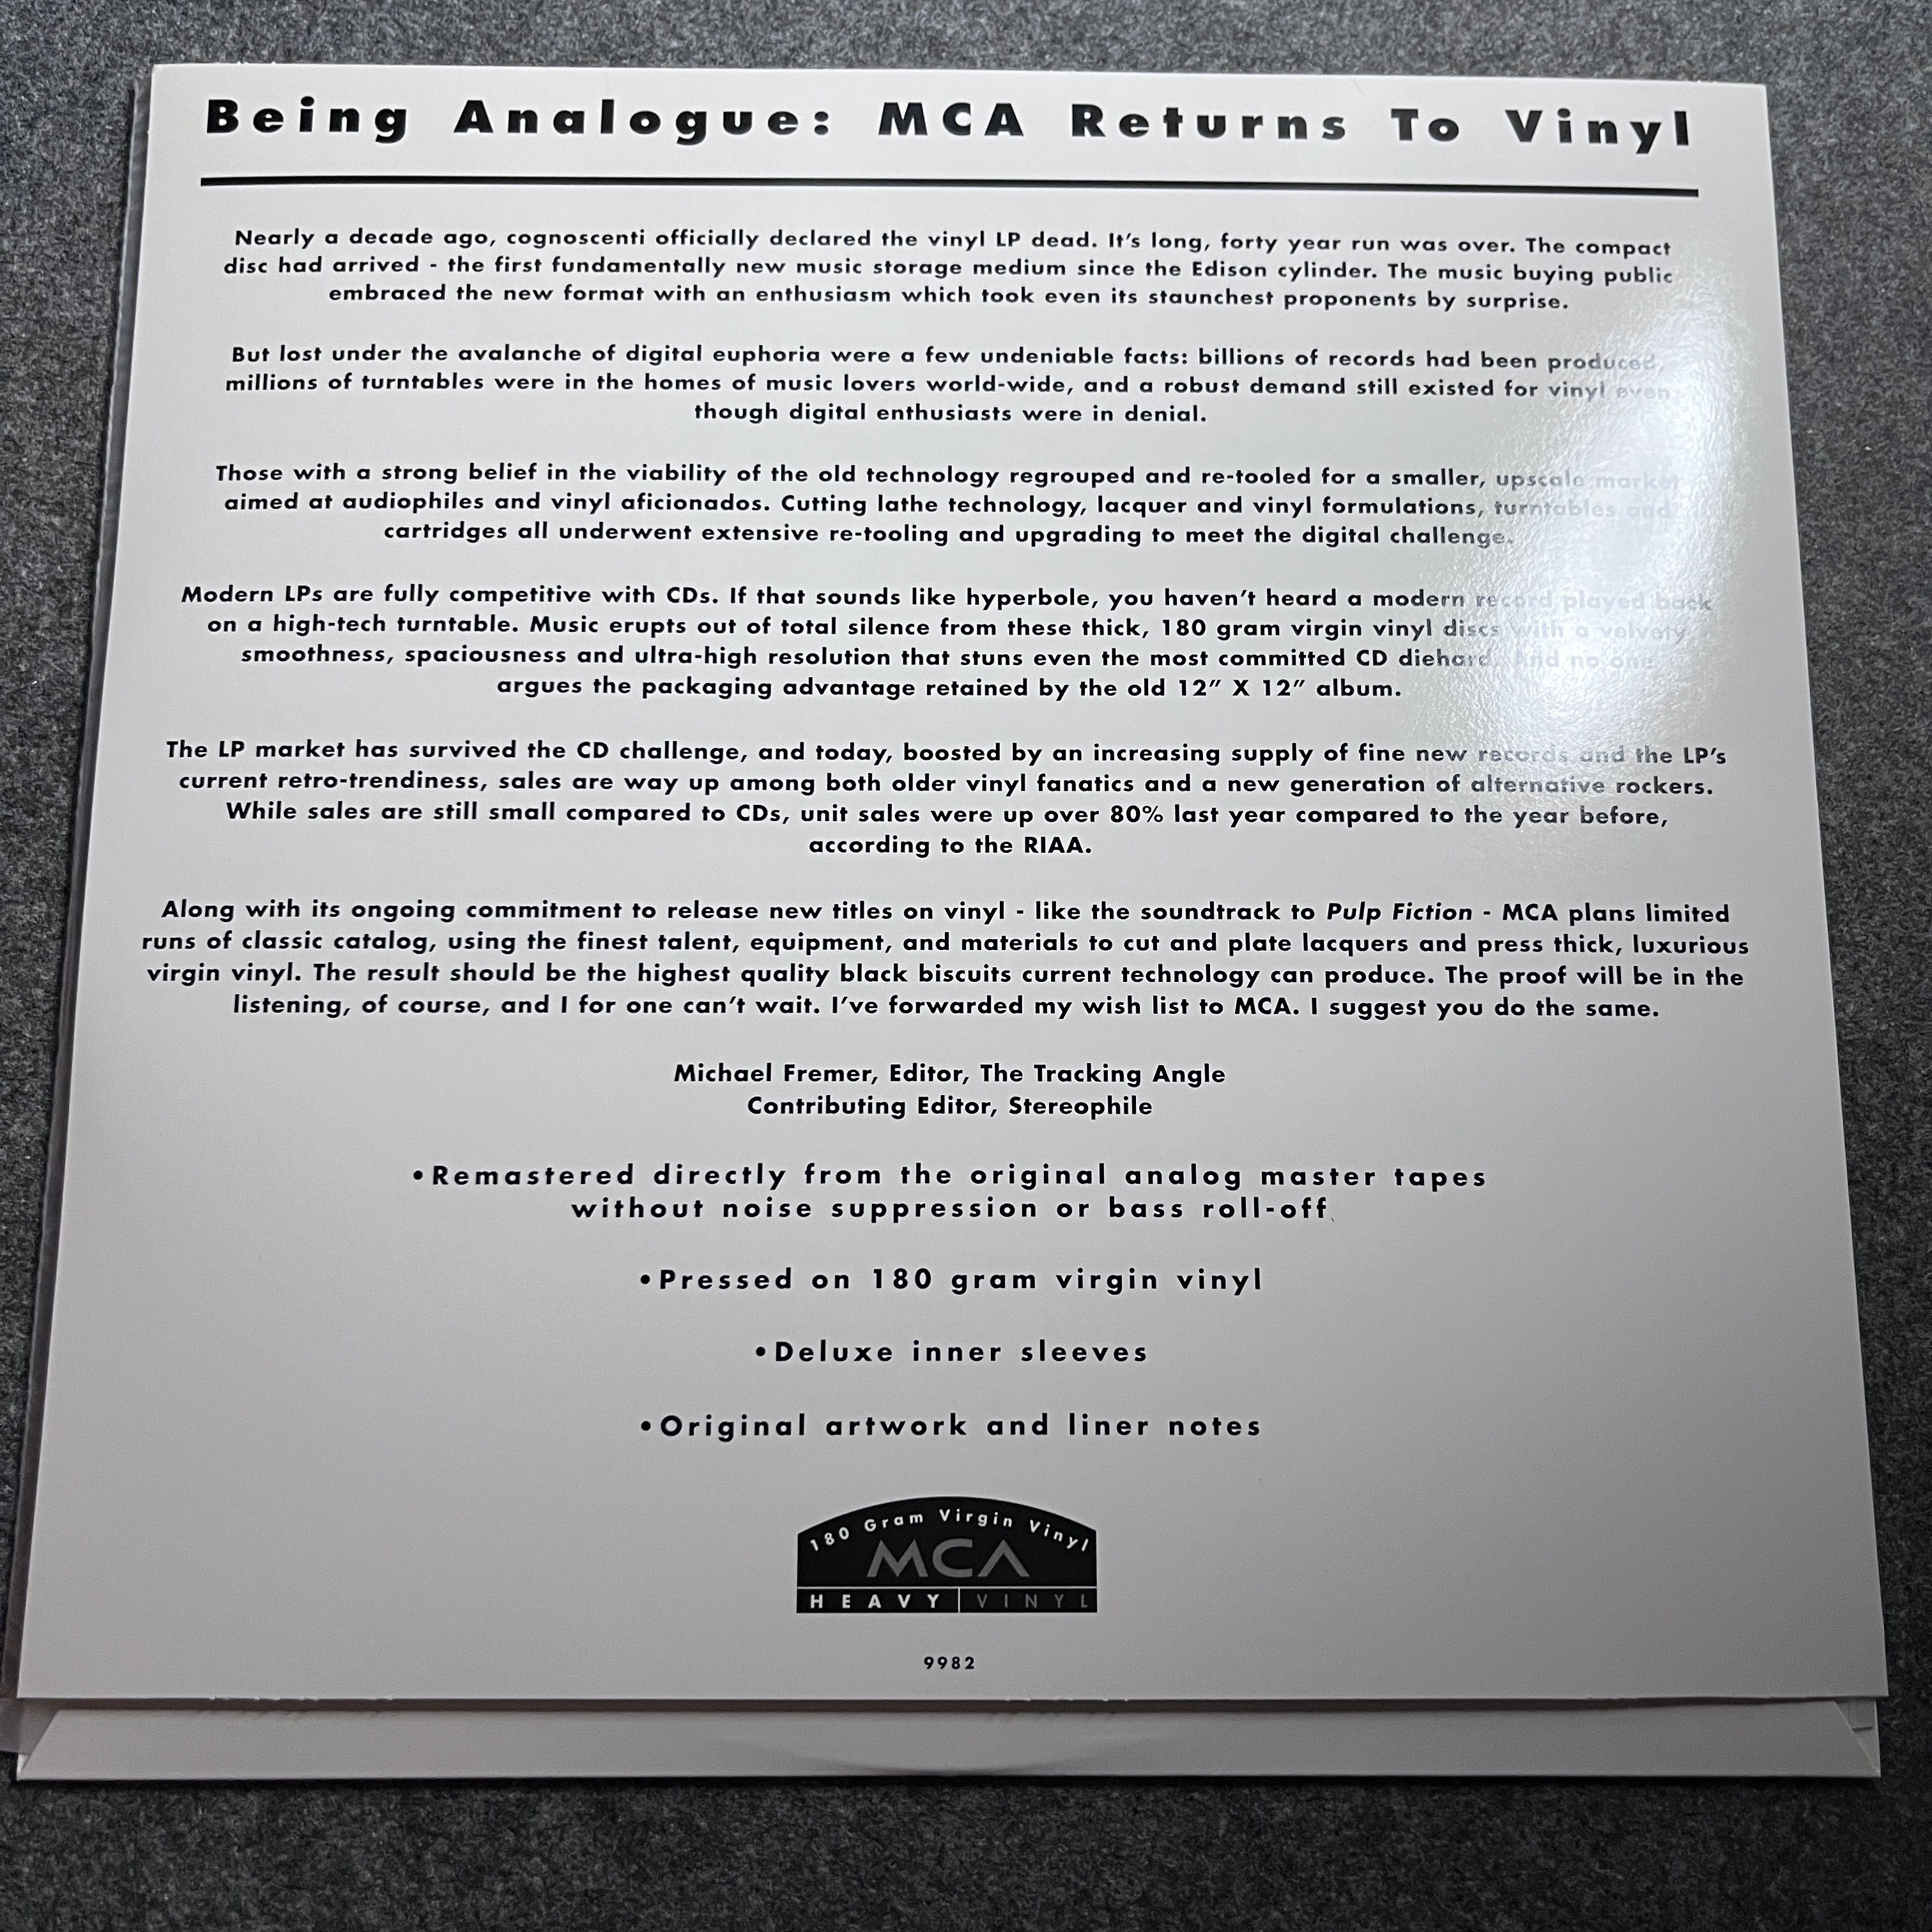 Being Analogue: MCA Returns To Vinyl
Nearly a decade ago, cognoscenti officially declared the vinyl LP dead. It's long, forty year run was over. The compact
disc had arrived - the first fundamentally new music storage medium since the Edison cylinder. The music buying public
embraced the new format with an enthusiasm which took even its staunchest proponents by surprise.
But lost under the avalanche of digital euphoria were a few undeniable facts: billions of records had been produced,
millions of turntables were in the homes of music lovers world-wide, and a robust demand still existed for vinyl even
though digital enthusiasts were in denial.
Those with a strong belief in the viability of the old technology regrouped and re-tooled for a smaller, upscale market
aimed at audiophiles and vinyl aficionados. Cutting lathe technology, lacquer and vinyl formulations, turntables and
cartridges all underwent extensive re-tooling and upgrading to meet the digital challenge.
Modern LPs are fully competitive with CDs. If that sounds like hyperbole, you haven't heard a modern record played back
on a high-tech turntable. Music erupts out of total silence from these thick, 180 gram virgin vinyl discs with a velvety
smoothness, spaciousness and ultra-high resolution that stuns even the most committed CD diehard. And no one
argues the packaging advantage retained by the old 12" X 12" album.
The LP market has survived the CD challenge, and today, boosted by an increasing supply of fine new records and the LP's
current retro-trendiness, sales are way up among both older vinyl fanatics and a new generation of alternative rockers.
While sales are still small compared to CDs, unit sales were up over 80% last year compared to the year before,
according to the RIAA.
Along with its ongoing commitment to release new titles on vinyl - like the soundtrack to Pulp Fiction - MCA plans limited
runs of classic catalog, using the finest talent, equipment, and materials to cut and plate lacquers and press thick, luxurious
virgin vinyl. The result should be the highest quality black biscuits current technology can produce. The proof will be in the
listening, of course, and I for one can't wait. I've forwarded my wish list to MCA. I suggest you do the same.
Michael Fremer, Editor, The Tracking Angle
Contributing Editor, Stereophile
•Remastered directly from the original analog master tapes
without noise suppression or bass roll-off
•Pressed on 180 gram virgin vinyl
•Deluxe inner sleeves
•Original artwork and liner notes
180 Gram Virgin Vinyl
MCA
HEAVY VINYL
9982